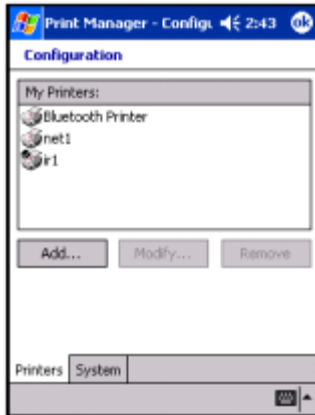 Print Manager - Configu 2:43 ok
Configuration
My Printers:
Bluetooth Printer
net1
ir1
Add... Modify... Remove
Printers System